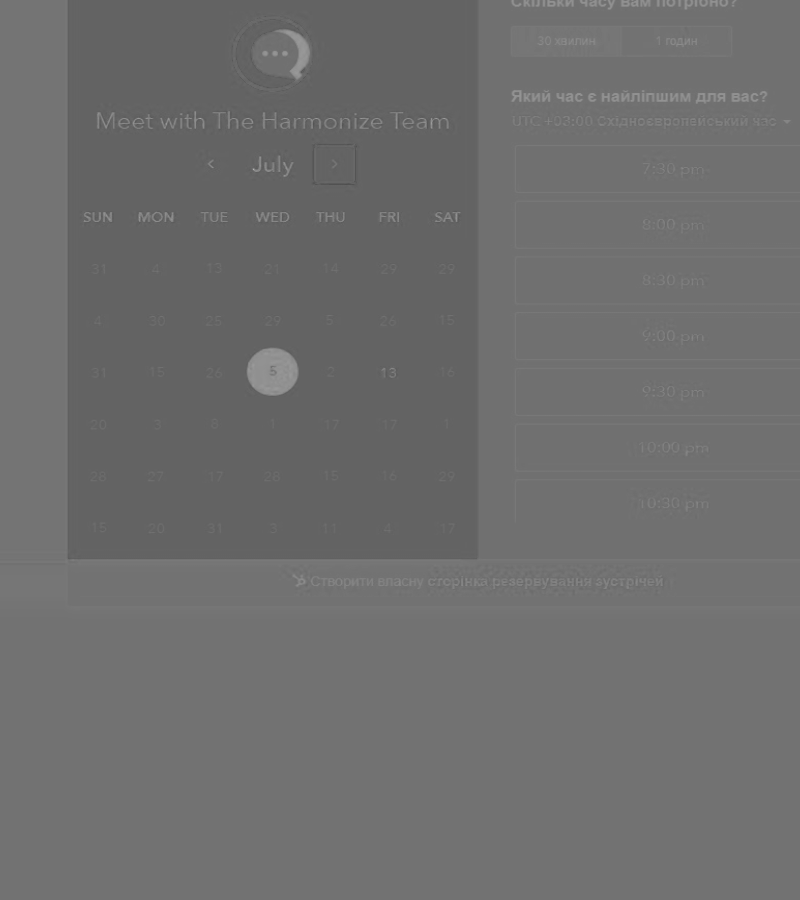 Скільки часу вам потрібно?
30 хвилин
1 годин
Який час є найліпшим для вас?
UTC +03:00 Східноєвропейський час
Meet with The Harmonize Team
July
SUN MON TUE WED THU FRI SAT
31 4 13 21 14 29 29
4 30 25 29 5 26 15
31 15 26 5 2 13 16
20 3 8 1 17 17 1
28 27 17 28 15 16 29
15 20 31 3 11 4 17
7:30 pm
8:00 pm
8:30 pm
9:00 pm
9:30 pm
10:00 pm
10:30 pm
Створити власну сторінка резервування зустрічей